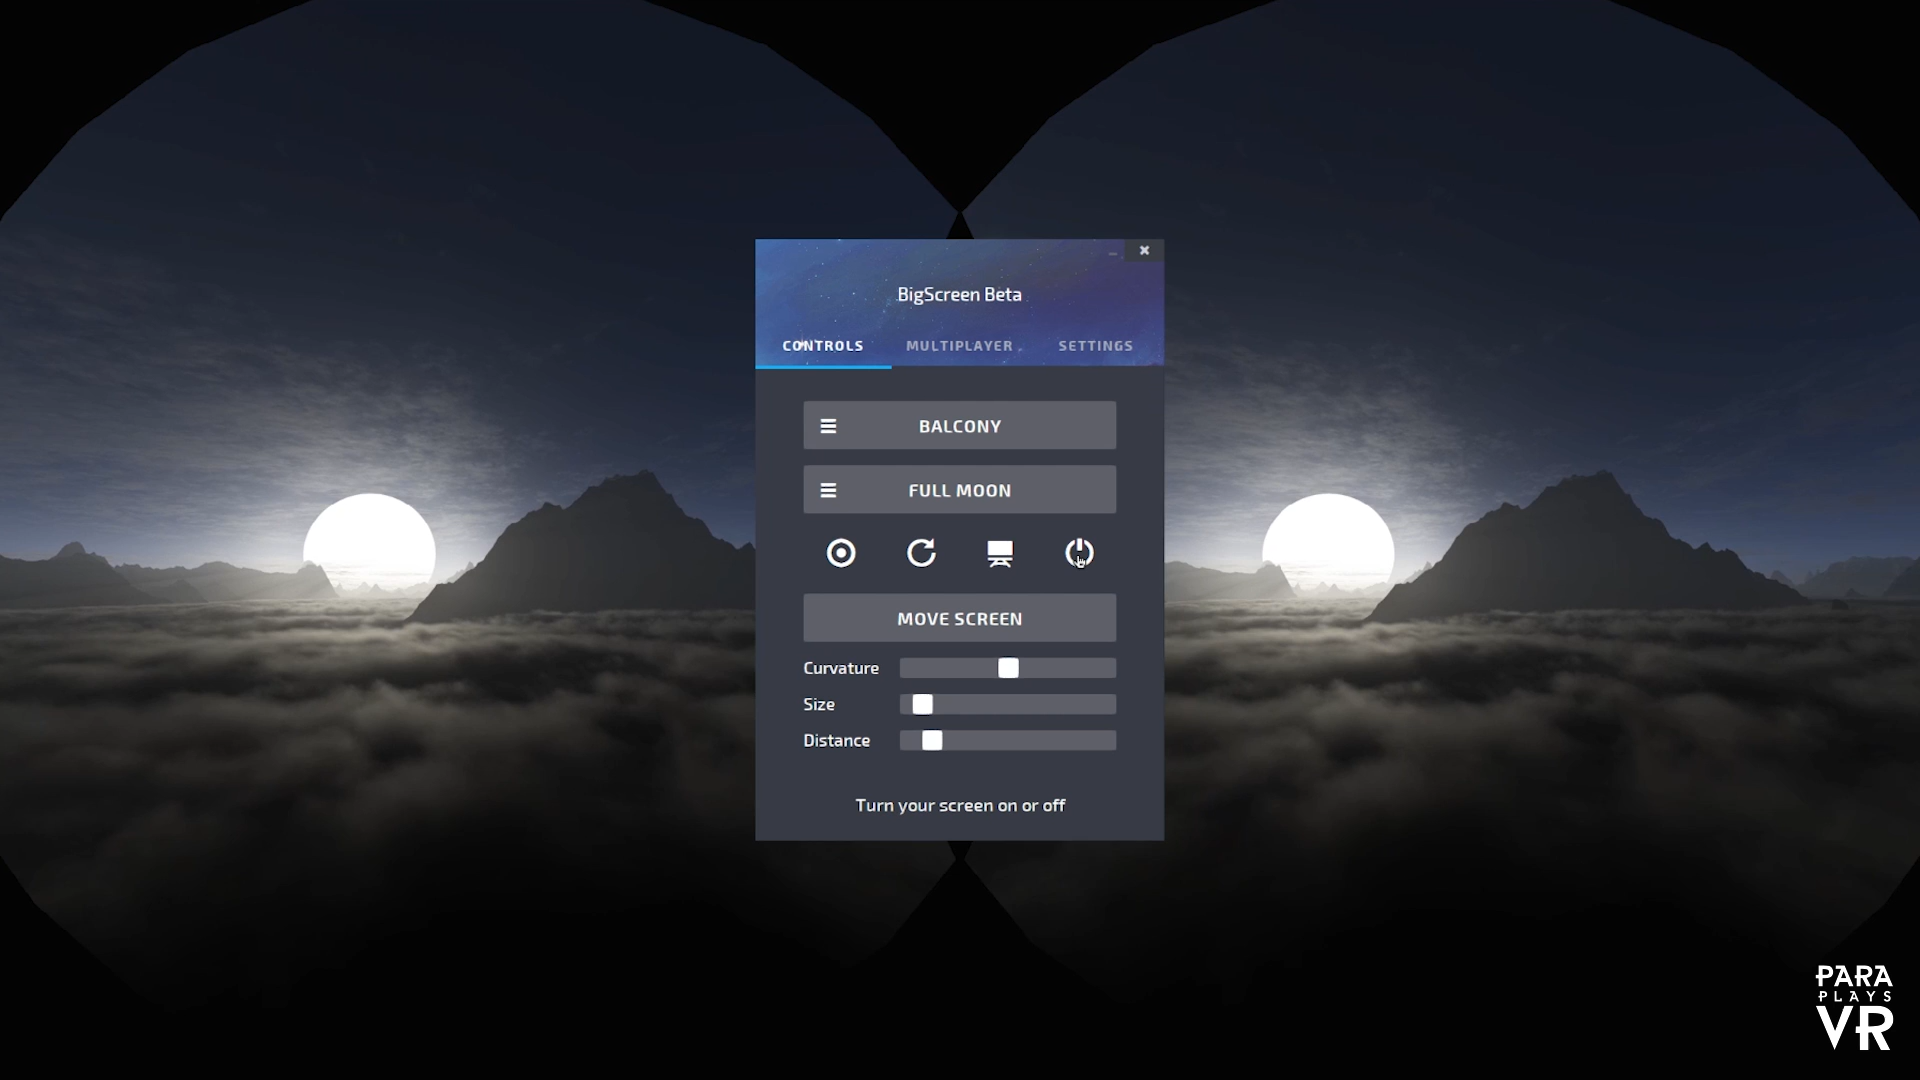 BigScreen Beta
CONTROLS MULTIPLAYER SETTINGS
BALCONY
FULL MOON
MOVE SCREEN
Curvature
Size
Distance
Turn your screen on or off
PARA
PLAYS
VR